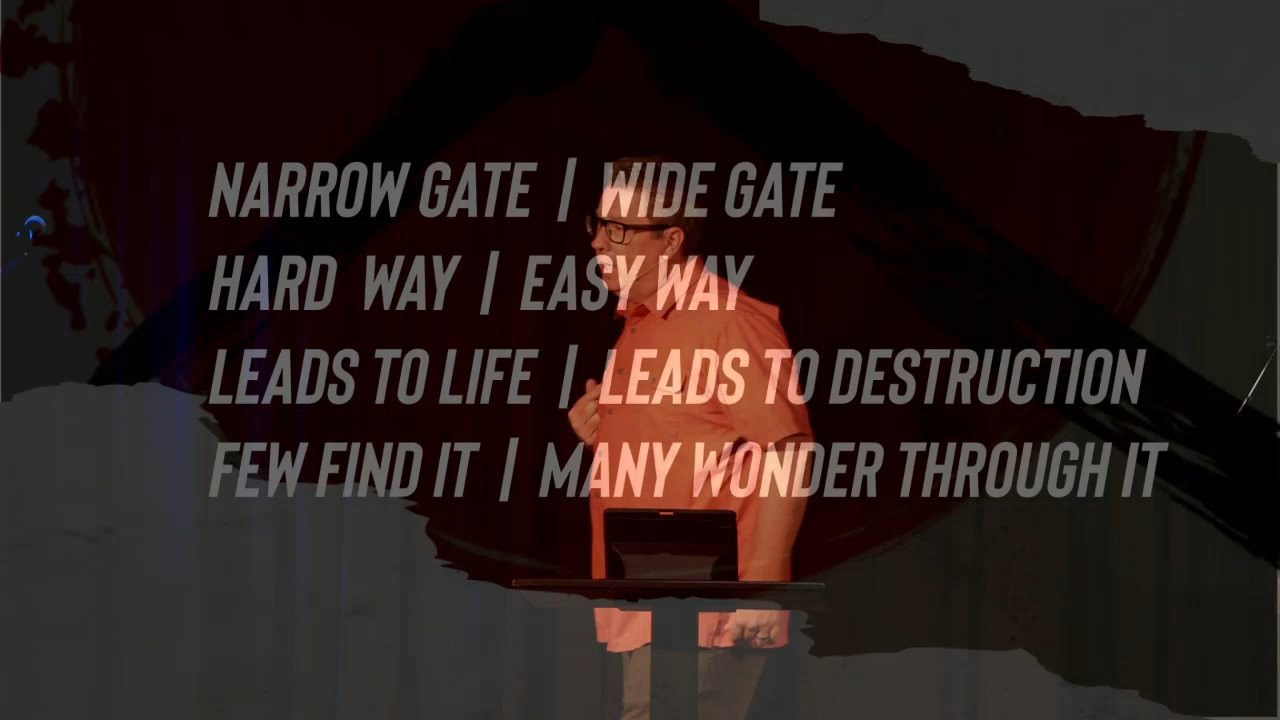 NARROW GATE | WIDE GATE
HARD WAY | EASY WAY
LEADS TO LIFE | LEADS TO DESTRUCTION
FEW FIND IT | MANY WONDER THROUGH IT